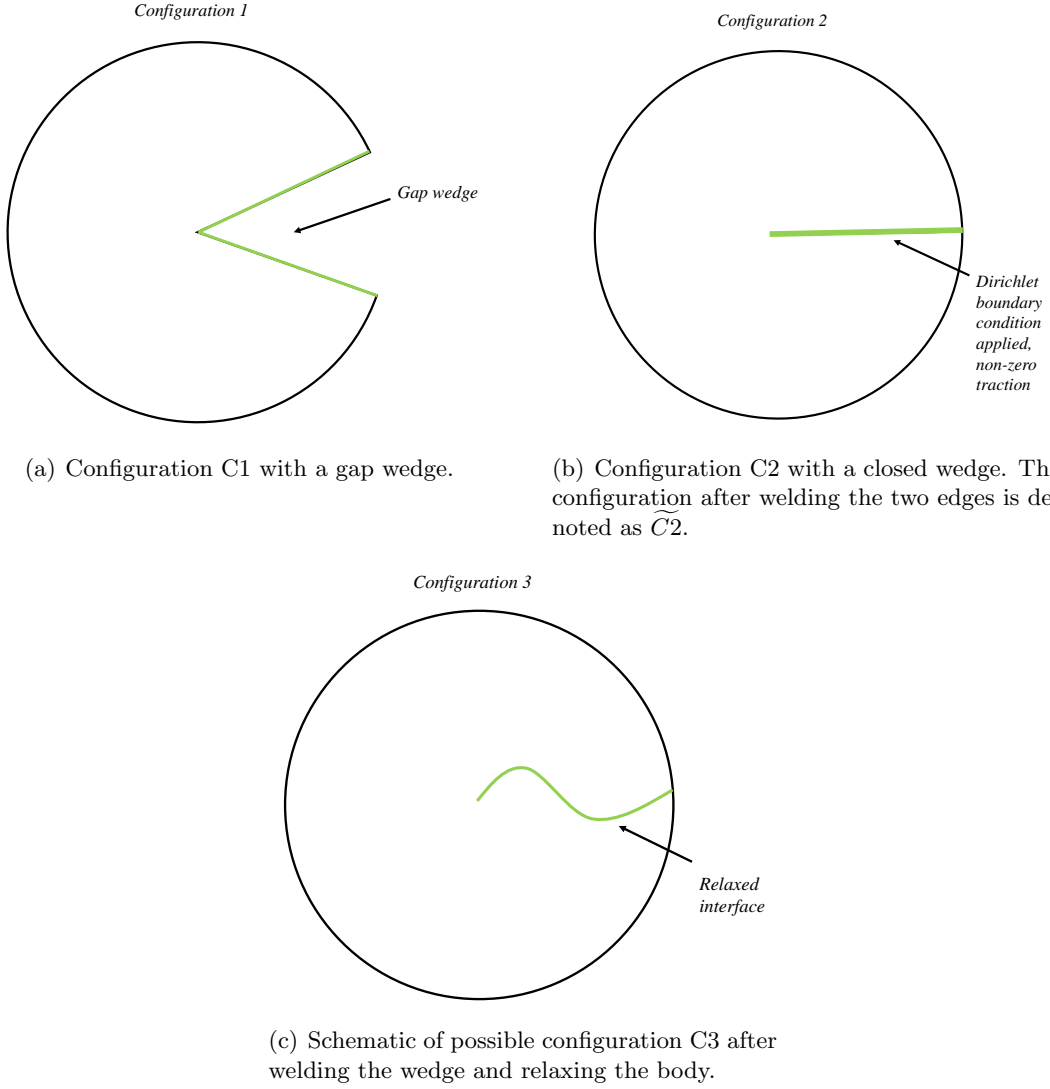 Configuration 1
Gap wedge
(a) Configuration C1 with a gap wedge.
Configuration 2
Dirichlet
boundary
condition
applied,
non-zero
traction
(b) Configuration C2 with a closed wedge. Th
configuration after welding the two edges is de
noted as C͠2.
Configuration 3
Relaxed
interface
(c) Schematic of possible configuration C3 after
welding the wedge and relaxing the body.